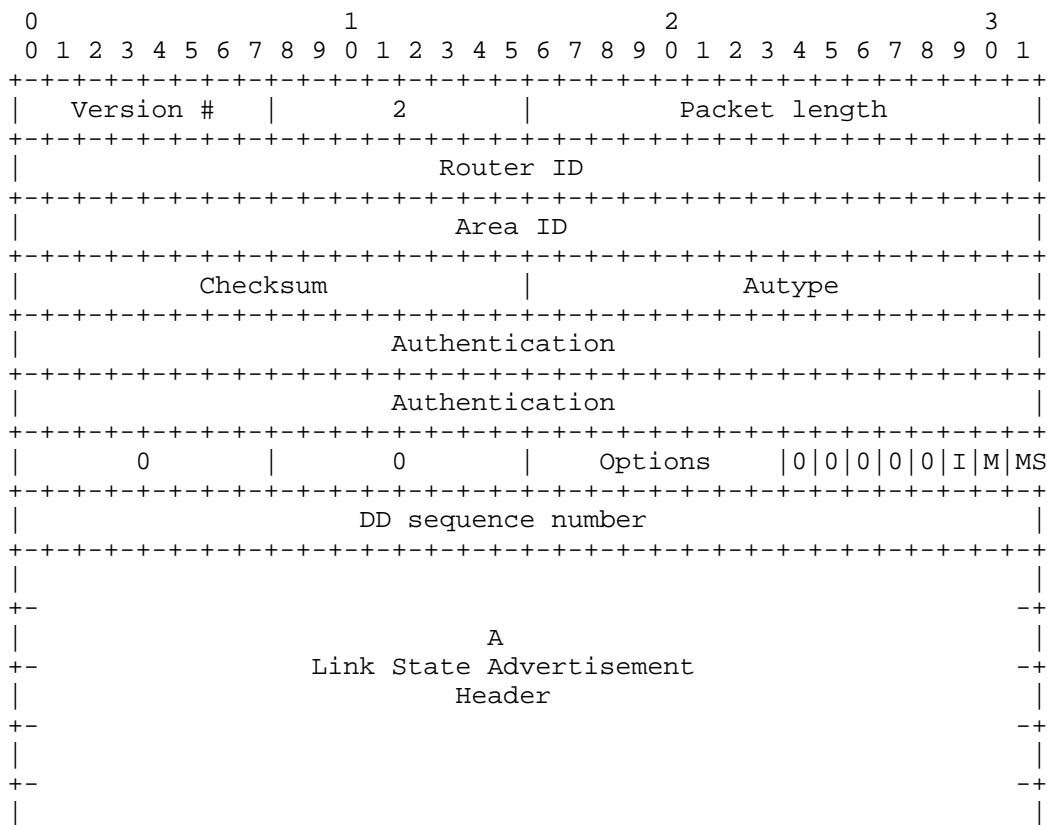 0                   1                   2                   3
 0 1 2 3 4 5 6 7 8 9 0 1 2 3 4 5 6 7 8 9 0 1 2 3 4 5 6 7 8 9 0 1
+-+-+-+-+-+-+-+-+-+-+-+-+-+-+-+-+-+-+-+-+-+-+-+-+-+-+-+-+-+-+-+-+
|   Version #   |       2       |         Packet length         |
+-+-+-+-+-+-+-+-+-+-+-+-+-+-+-+-+-+-+-+-+-+-+-+-+-+-+-+-+-+-+-+-+
|                          Router ID                            |
+-+-+-+-+-+-+-+-+-+-+-+-+-+-+-+-+-+-+-+-+-+-+-+-+-+-+-+-+-+-+-+-+
|                           Area ID                             |
+-+-+-+-+-+-+-+-+-+-+-+-+-+-+-+-+-+-+-+-+-+-+-+-+-+-+-+-+-+-+-+-+
|           Checksum            |             Autype            |
+-+-+-+-+-+-+-+-+-+-+-+-+-+-+-+-+-+-+-+-+-+-+-+-+-+-+-+-+-+-+-+-+
|                       Authentication                          |
+-+-+-+-+-+-+-+-+-+-+-+-+-+-+-+-+-+-+-+-+-+-+-+-+-+-+-+-+-+-+-+-+
|                       Authentication                          |
+-+-+-+-+-+-+-+-+-+-+-+-+-+-+-+-+-+-+-+-+-+-+-+-+-+-+-+-+-+-+-+-+
|       0       |       0       |    Options    |0|0|0|0|0|I|M|MS
+-+-+-+-+-+-+-+-+-+-+-+-+-+-+-+-+-+-+-+-+-+-+-+-+-+-+-+-+-+-+-+-+
|                     DD sequence number                        |
+-+-+-+-+-+-+-+-+-+-+-+-+-+-+-+-+-+-+-+-+-+-+-+-+-+-+-+-+-+-+-+-+
|                                                               |
+-                                                             -+
|                             A                                 |
+-                 Link State Advertisement                    -+
|                           Header                              |
+-                                                             -+
|                                                               |
+-                                                             -+
|                                                               |